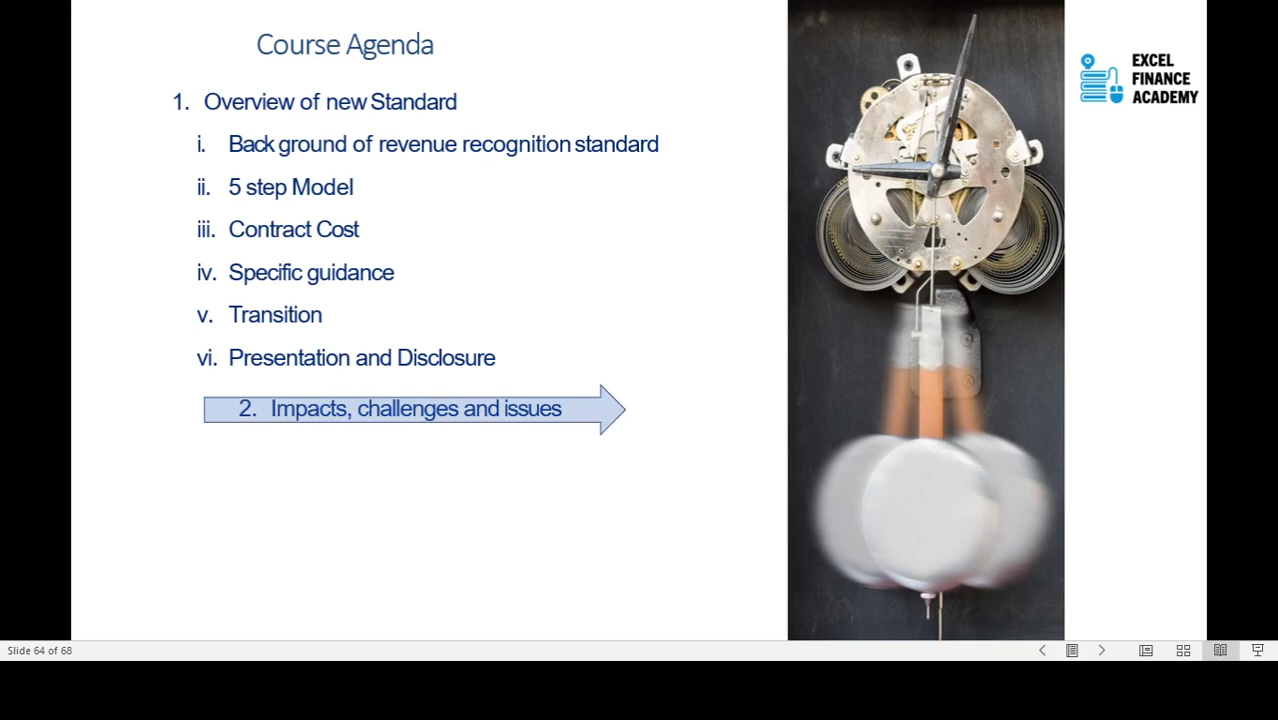 Course Agenda
EXCEL
FINANCE
ACADEMY
1. Overview of new Standard
i. Back ground of revenue recognition standard
ii. 5 step Model
iii. Contract Cost
iv. Specific guidance
v. Transition
vi. Presentation and Disclosure
2. Impacts, challenges and issues
Slide 64 of 68